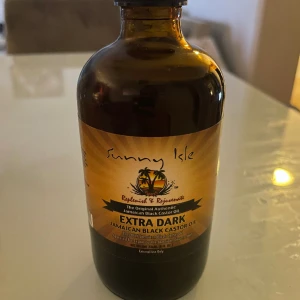 Sunny Isle
Replenish & Rejuvenate
The Original Authentic
Jamaican Black Castor Oil
EXTRA DARK
JAMAICAN BLACK CASTOR OIL